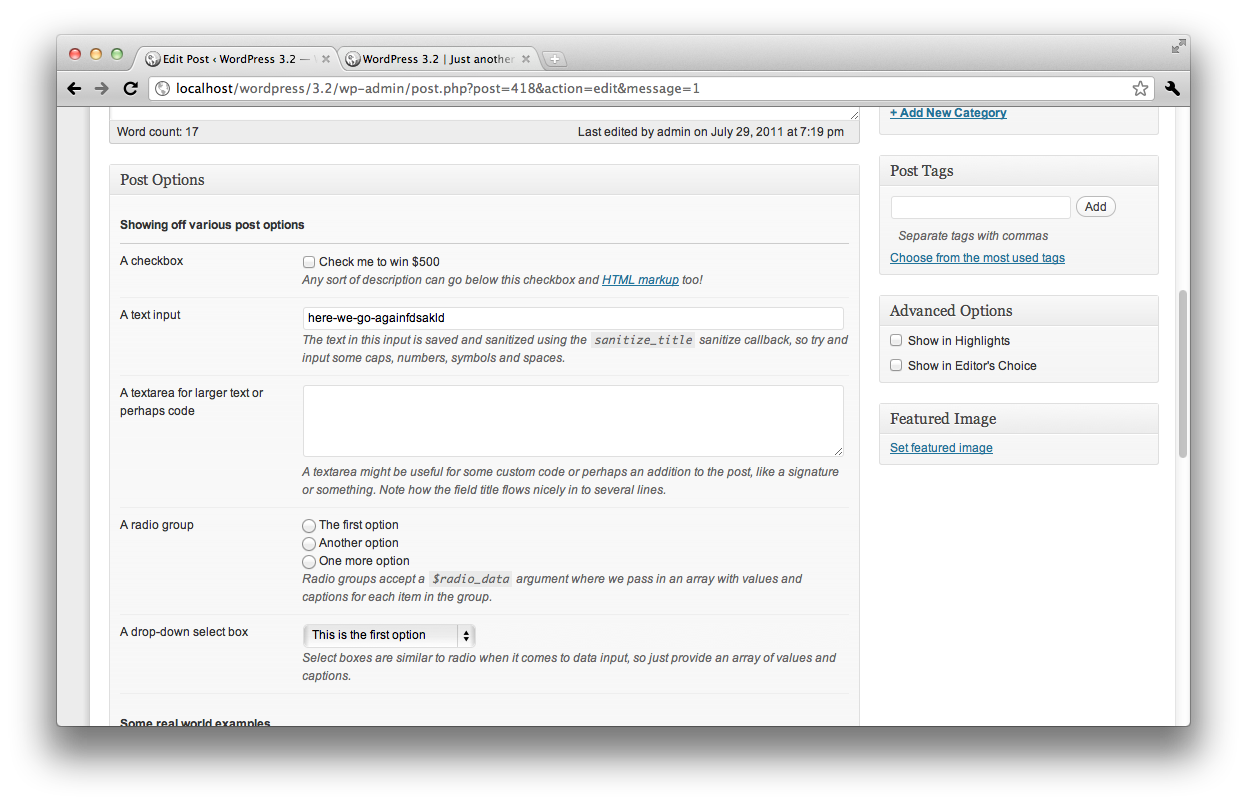 Edit Post ‹ WordPress 3.2 —
WordPress 3.2 | Just another
localhost/wordpress/3.2/wp-admin/post.php?post=418&action=edit&message=1
Word count: 17
Last edited by admin on July 29, 2011 at 7:19 pm
Post Options
Showing off various post options
A checkbox
Check me to win $500
Any sort of description can go below this checkbox and HTML markup too!
A text input
here-we-go-againfdsakld
The text in this input is saved and sanitized using the sanitize_title sanitize callback, so try and
input some caps, numbers, symbols and spaces.
A textarea for larger text or
perhaps code
A textarea might be useful for some custom code or perhaps an addition to the post, like a signature
or something. Note how the field title flows nicely in to several lines.
A radio group
The first option
Another option
One more option
Radio groups accept a $radio_data argument where we pass in an array with values and
captions for each item in the group.
A drop-down select box
This is the first option
Select boxes are similar to radio when it comes to data input, so just provide an array of values and
captions.
Some real world examples
+ Add New Category
Post Tags
Add
Separate tags with commas
Choose from the most used tags
Advanced Options
Show in Highlights
Show in Editor's Choice
Featured Image
Set featured image